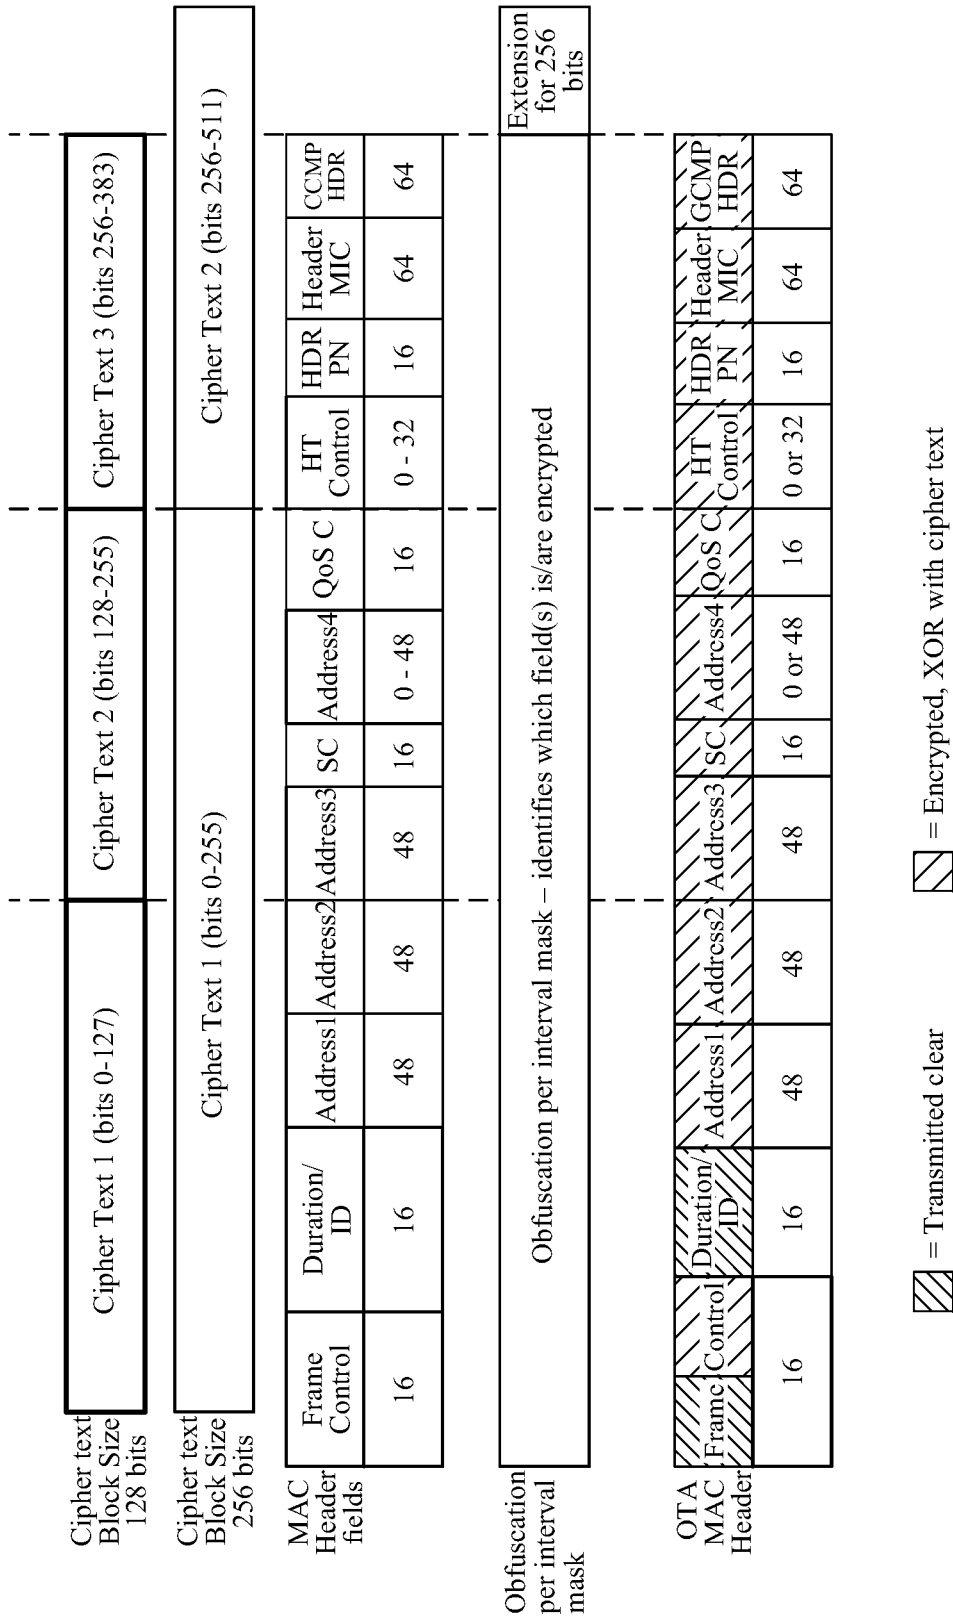 Cipher text
Block Size
128 bits
Cipher Text 1 (bits 0-127)
Cipher Text 2 (bits 128-255)
Cipher Text 3 (bits 256-383)
Cipher text
Block Size
256 bits
Cipher Text 1 (bits 0-255)
Cipher Text 2 (bits 256-511)
MAC
Header
fields
Frame
Control
Duration/
ID
Address1
Address2
Address3
SC
Address4
QoS C
HT
Control
HDR
PN
Header
MIC
CCMP
HDR
16
16
48
48
48
16
0 - 48
16
0 - 32
16
64
64
Obfuscation
per interval
mask
Obfuscation per interval mask – identifies which field(s) is/are encrypted
Extension
for 256
bits
OTA
MAC
Header
Frame
Control
Duration/
ID
Address1
Address2
Address3
SC
Address4
QoS C
HT
Control
HDR
PN
Header
MIC
GCMP
HDR
16
16
48
48
48
16
0 or 48
16
0 or 32
16
64
64
= Transmitted clear
= Encrypted, XOR with cipher text